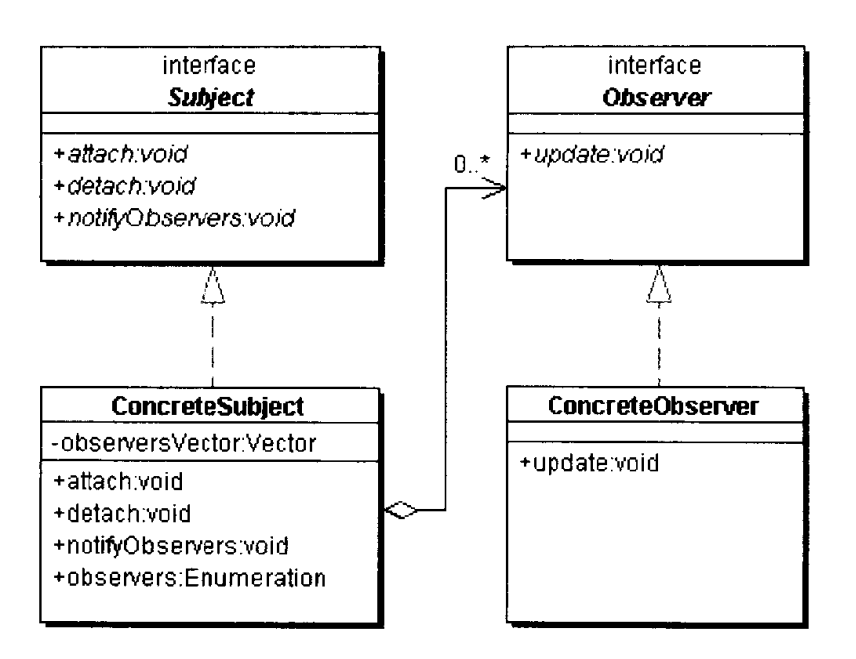 interface
Subject
+attach:void
+detach:void
+notifyObservers:void
interface
Observer
+update:void
0..*
ConcreteSubject
-observersVector:Vector
+attach:void
+detach:void
+notifyObservers:void
+observers:Enumeration
ConcreteObserver
+update:void